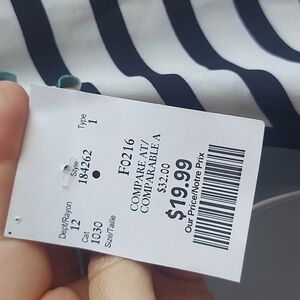 F0216
COMPARE AT/
COMPARABLE A
$32.00
$19.99
Our Price/Notre Prix
Type
1
Style
184262
Dept/Rayon
12
Cat
1030
Size/Taille